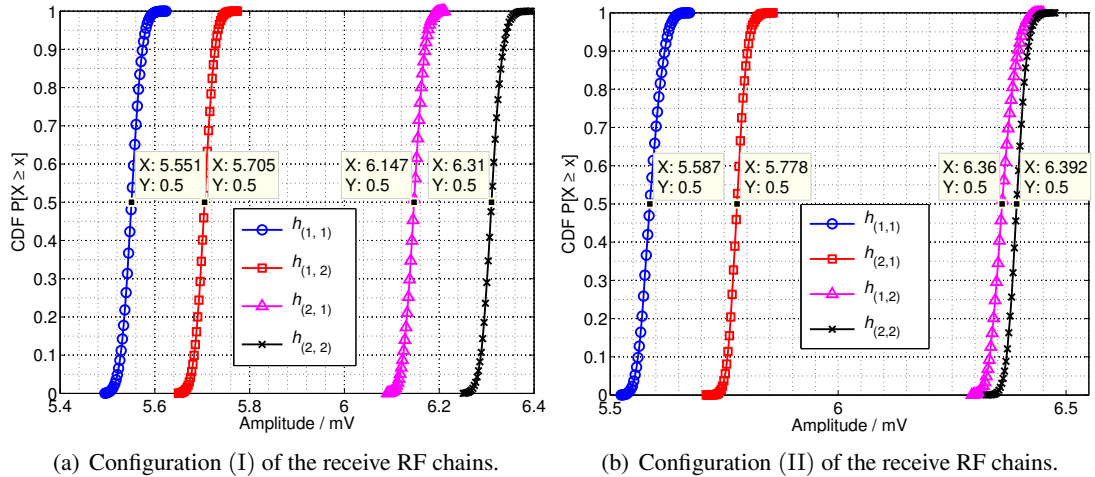 1
0.9
0.8
0.7
0.6
0.5
0.4
0.3
0.2
0.1
0
CDF P[X ≥ x]
X: 5.551
Y: 0.5
X: 5.705
Y: 0.5
X: 6.147
Y: 0.5
X: 6.31
Y: 0.5
h(1, 1)
h(1, 2)
h(2, 1)
h(2, 2)
5.4 5.6 5.8 6 6.2 6.4
Amplitude / mV
(a) Configuration (I) of the receive RF chains.
1
0.9
0.8
0.7
0.6
0.5
0.4
0.3
0.2
0.1
0
CDF P[X ≥ x]
X: 5.587
Y: 0.5
X: 5.778
Y: 0.5
X: 6.36
Y: 0.5
X: 6.392
Y: 0.5
h(1,1)
h(2,1)
h(1,2)
h(2,2)
5.5 6 6.5
Amplitude / mV
(b) Configuration (II) of the receive RF chains.